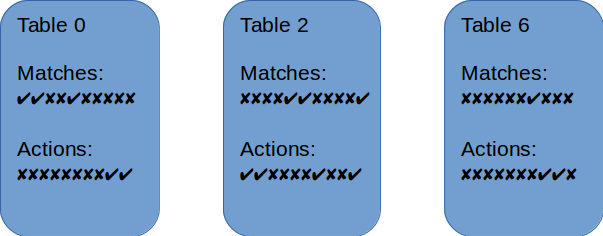 Table 0
Matches:
✔✔✘✘✔✘✘✘✘✘
Actions:
✘✘✘✘✘✘✘✘✔✔
Table 2
Matches:
✘✘✘✘✔✔✘✘✘✘✔
Actions:
✔✔✘✘✘✘✔✘✘✔
Table 6
Matches:
✘✘✘✘✘✘✔✘✘✘
Actions:
✘✘✘✘✘✘✘✔✔✘